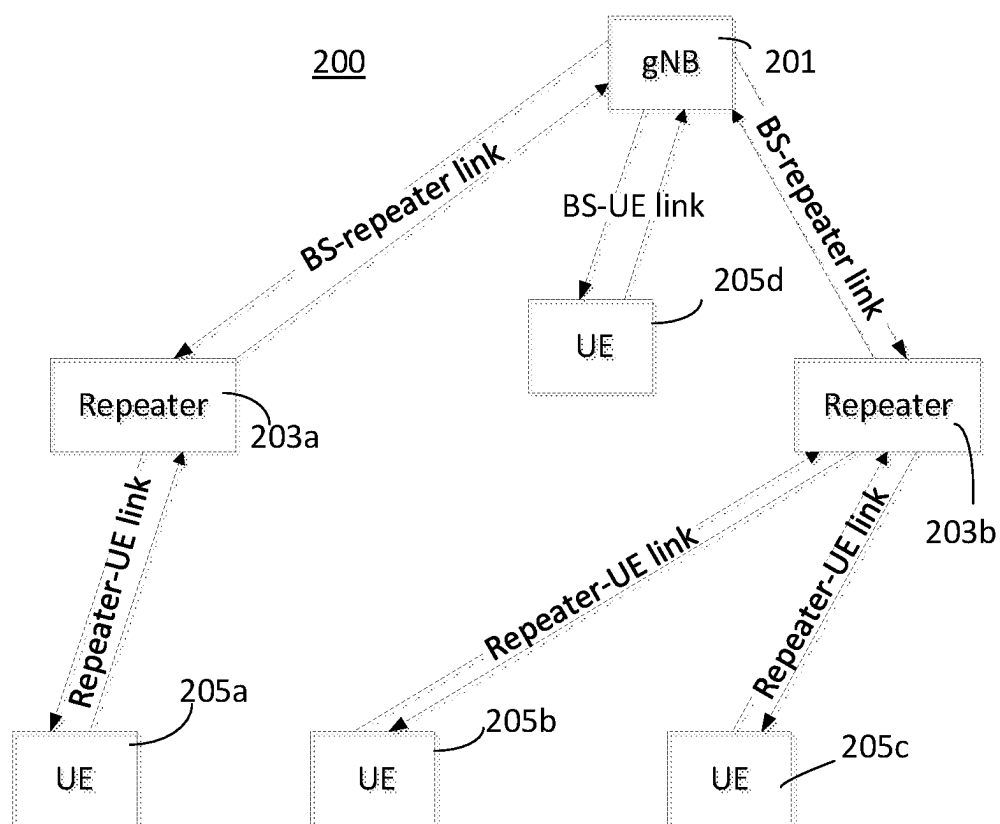 200
gNB
201
BS-repeater link
BS-UE link
BS-repeater link
205d
UE
Repeater
203a
Repeater
203b
Repeater-UE link
Repeater-UE link
Repeater-UE link
205a
205b
205c
UE
UE
UE